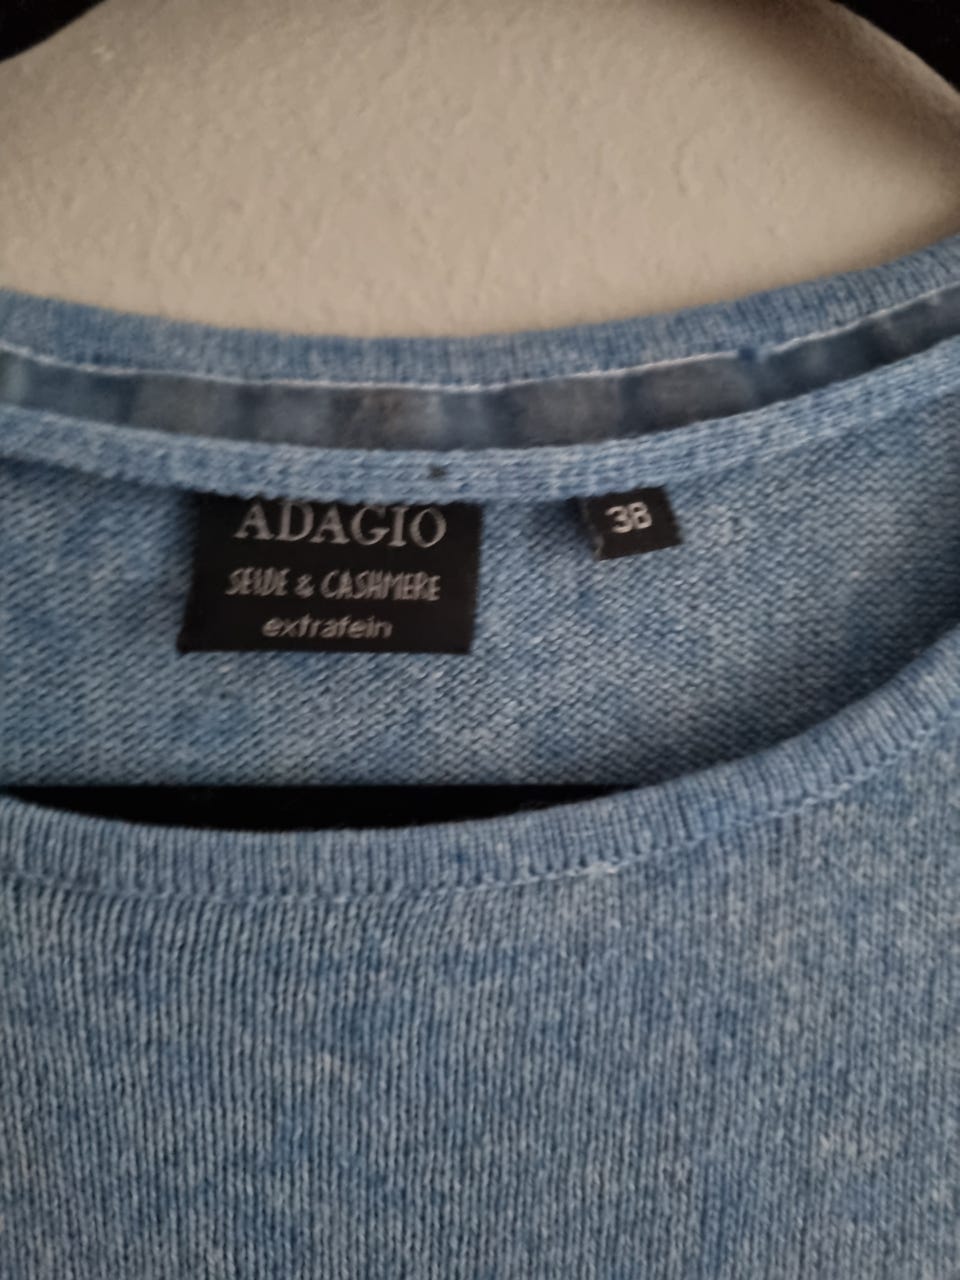 ADAGIO
SEIDE & CASHMERE
extrafein
38